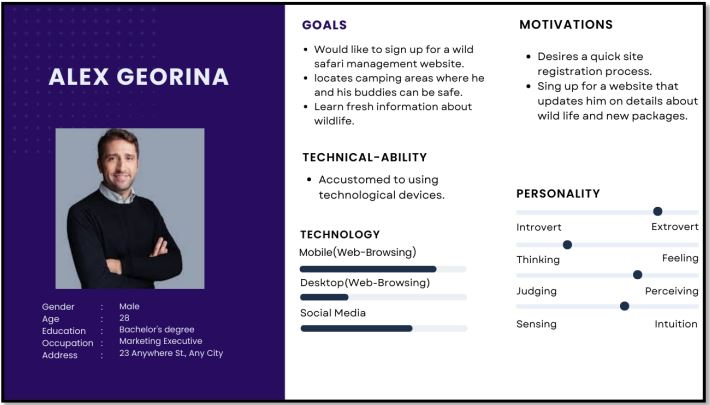 ALEX GEORINA
Gender : Male
Age : 28
Education : Bachelor's degree
Occupation : Marketing Executive
Address : 23 Anywhere St., Any City
GOALS
• Would like to sign up for a wild
safari management website.
• locates camping areas where he
and his buddies can be safe.
• Learn fresh information about
wildlife.
TECHNICAL-ABILITY
• Accustomed to using
technological devices.
TECHNOLOGY
Mobile(Web-Browsing)
Desktop(Web-Browsing)
Social Media
MOTIVATIONS
• Desires a quick site
registration process.
• Sing up for a website that
updates him on details about
wild life and new packages.
PERSONALITY
Introvert Extrovert
Thinking Feeling
Judging Perceiving
Sensing Intuition